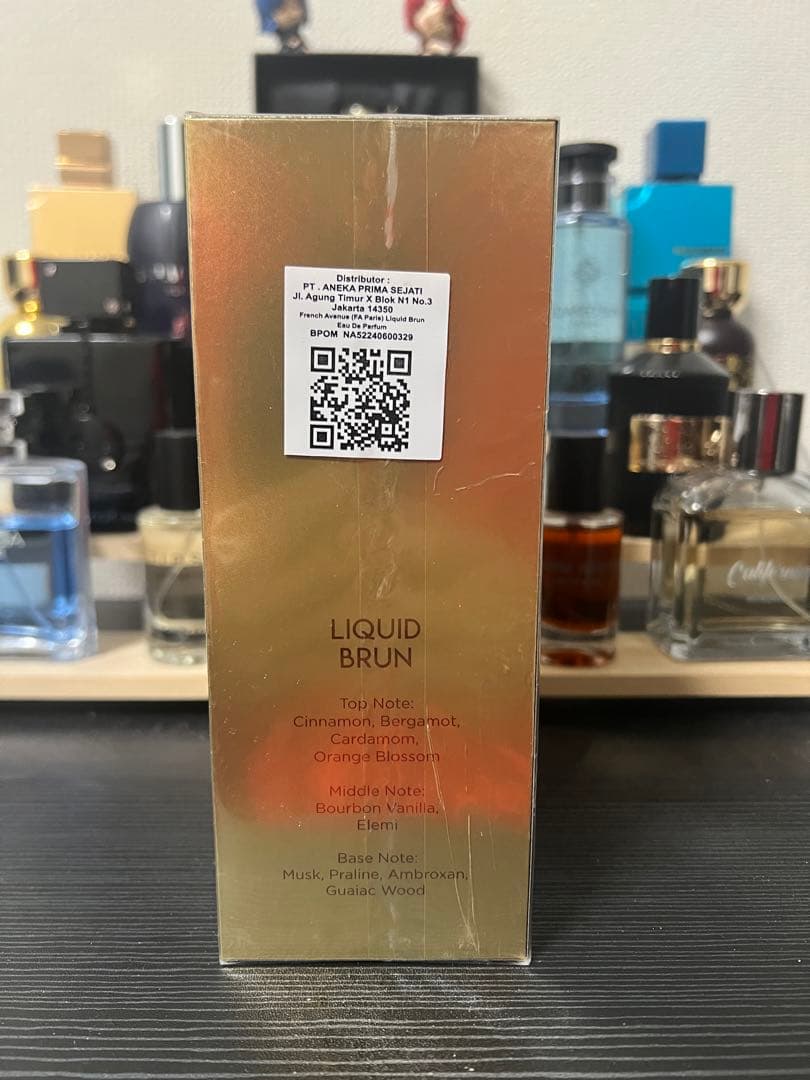 Distributor :
PT . ANEKA PRIMA SEJATI
Jl. Agung Timur X Blok N1 No.3
Jakarta 14350
French Avenue (FA Paris) Liquid Brun
Eau De Parfum
BPOM NA52240600329
LIQUID
BRUN
Top Note:
Cinnamon, Bergamot,
Cardamom,
Orange Blossom
Middle Note:
Bourbon Vanilla,
Elemi
Base Note:
Musk, Praline, Ambroxan,
Guaiac Wood